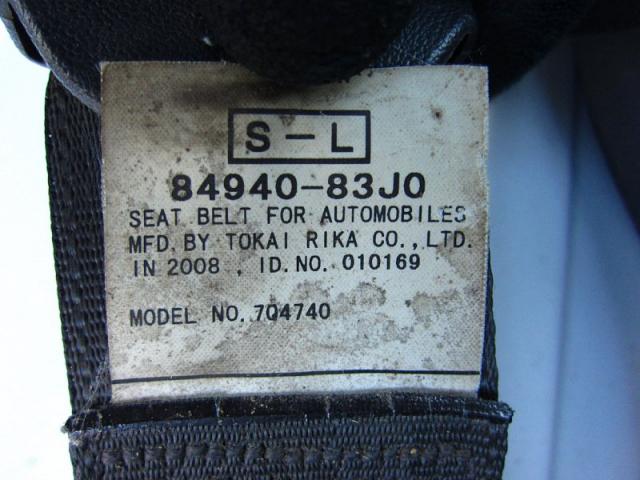 S-L
84940-83J0
SEAT BELT FOR AUTOMOBILES
MFD. BY TOKAI RIKA CO., LTD.
IN 2008 , ID. NO. 010169
MODEL NO. 704740